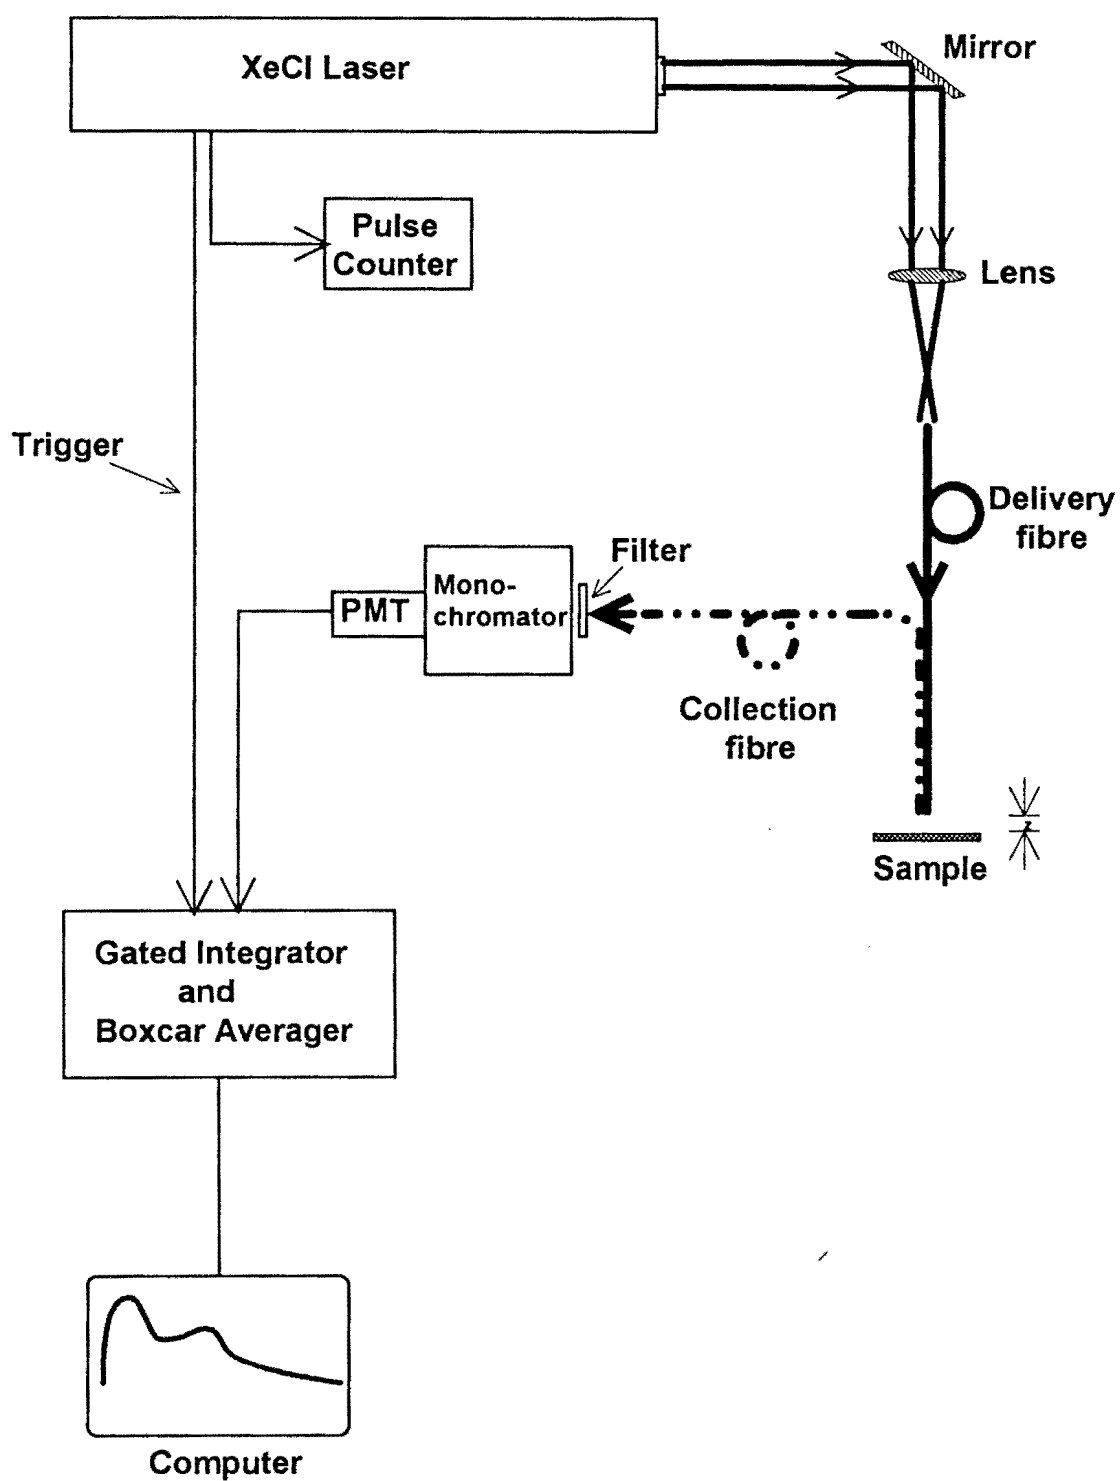 XeCl Laser
Mirror
Pulse
Counter
Lens
Trigger
Delivery
fibre
Filter
Mono-
chromator
PMT
Collection
fibre
z
Sample
Gated Integrator
and
Boxcar Averager
Computer